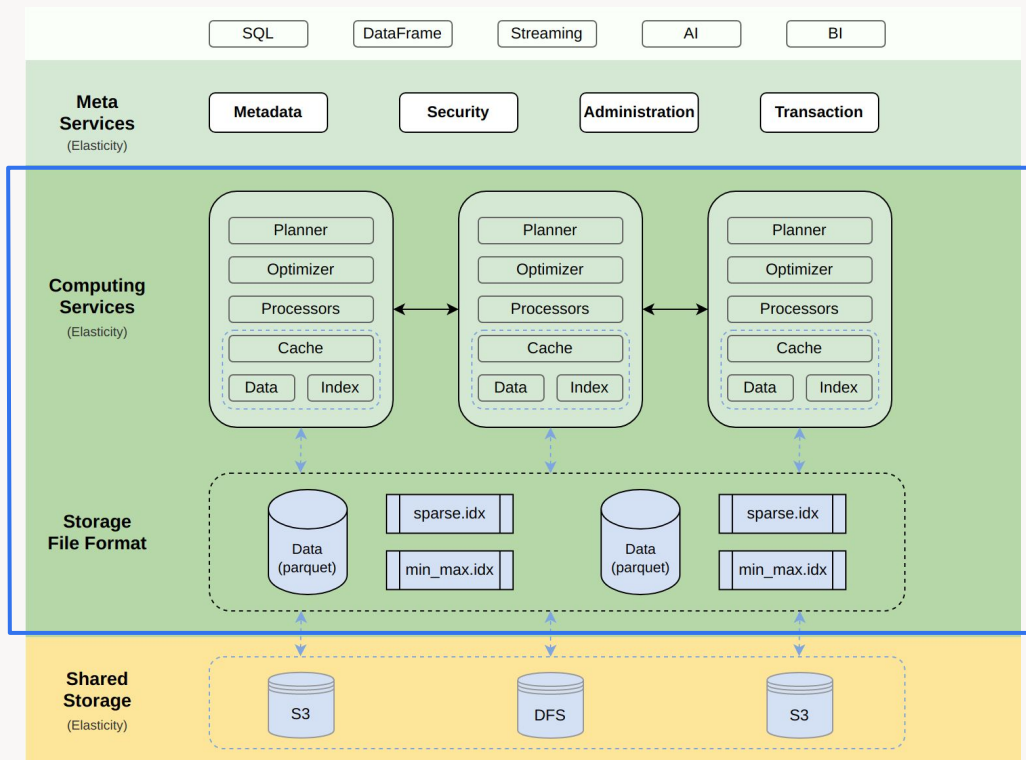 SQL DataFrame Streaming AI BI
Meta
Services
(Elasticity)
Metadata Security Administration Transaction
Computing
Services
(Elasticity)
Planner Planner Planner
Optimizer Optimizer Optimizer
Processors Processors Processors
Cache Cache Cache
Data Index Data Index Data Index
Storage
File Format
Data
(parquet)
sparse.idx
min_max.idx
Data
(parquet)
sparse.idx
min_max.idx
Shared
Storage
(Elasticity)
S3 DFS S3